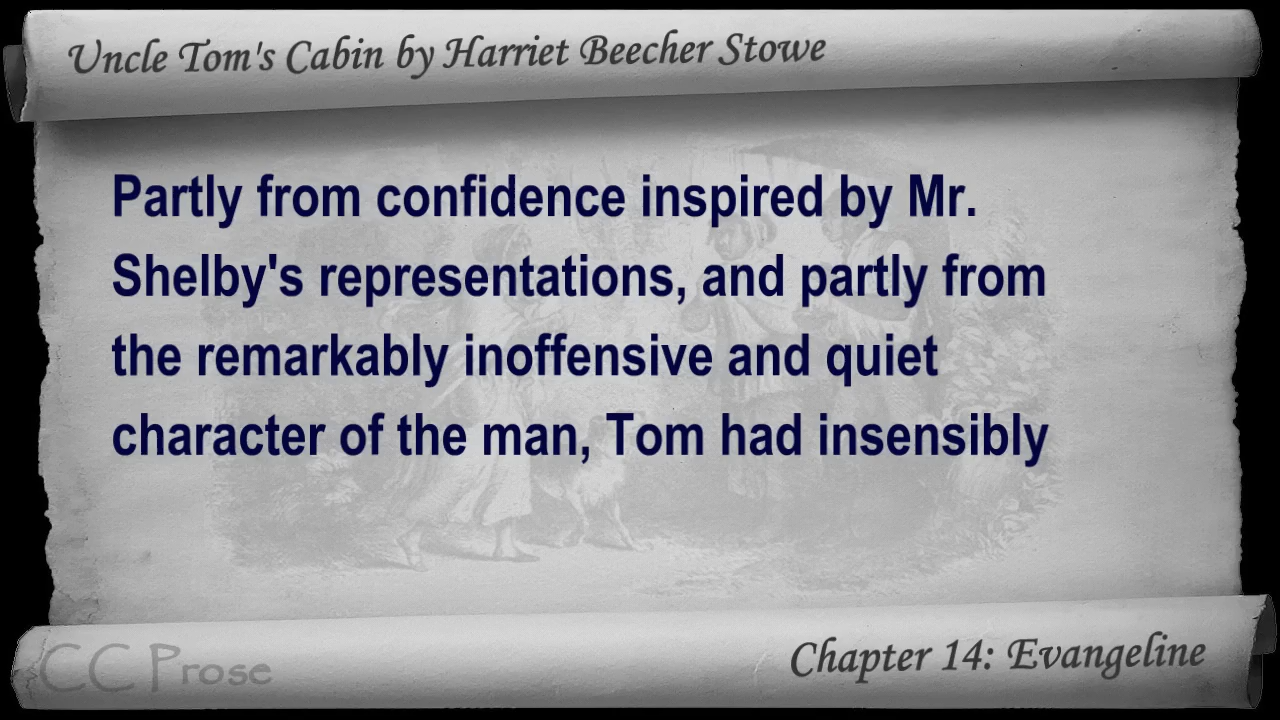 Uncle Tom's Cabin by Harriet Beecher Stowe
Partly from confidence inspired by Mr.
Shelby's representations, and partly from
the remarkably inoffensive and quiet
character of the man, Tom had insensibly
CC Prose
Chapter 14: Evangeline